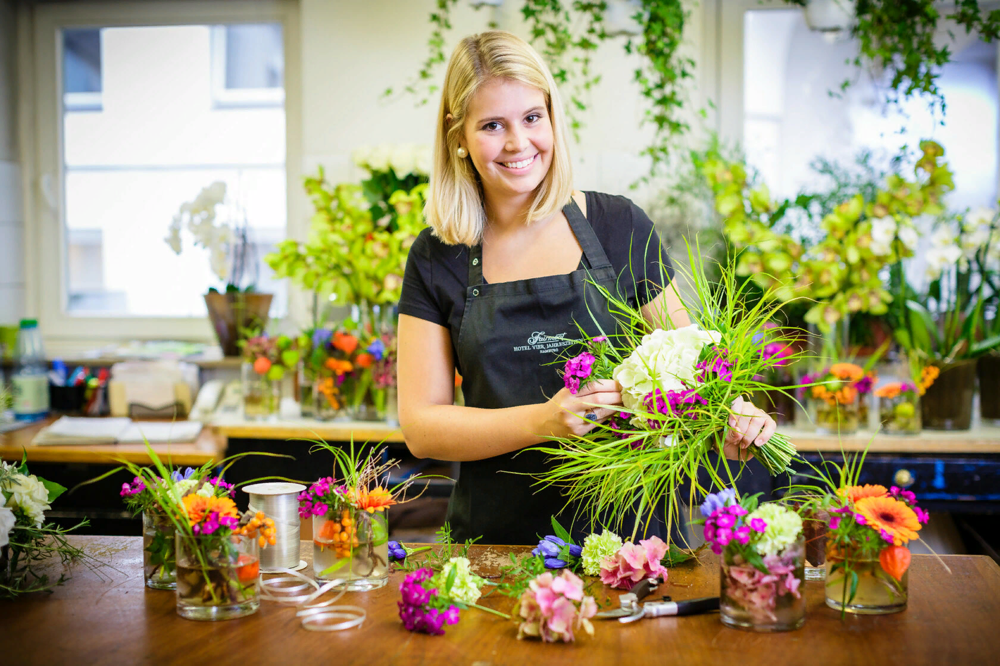 Fairmont
HOTEL VIER JAHRESZEITEN
HAMBURG